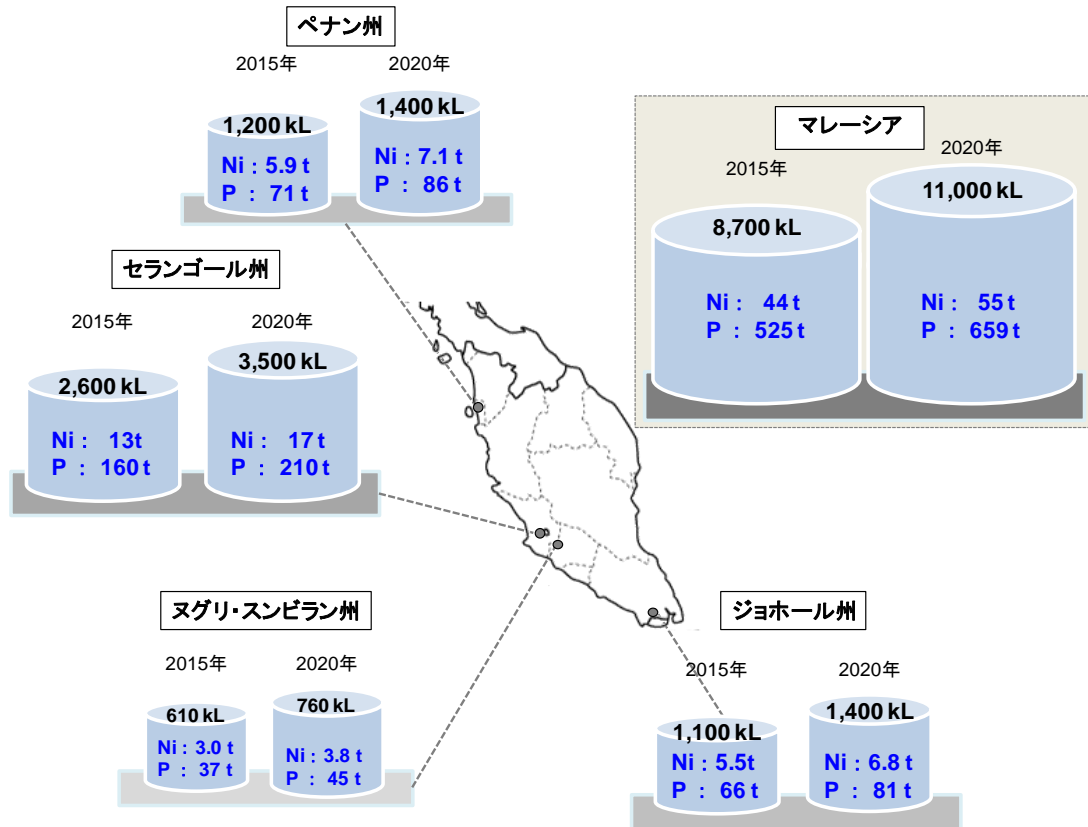 ペナン州
2015年
2020年
1,200 kL
Ni : 5.9 t
P : 71 t
1,400 kL
Ni : 7.1 t
P : 86 t
マレーシア
2015年
2020年
8,700 kL
Ni : 44 t
P : 525 t
11,000 kL
Ni : 55 t
P : 659 t
セランゴール州
2015年
2020年
2,600 kL
Ni : 13t
P : 160 t
3,500 kL
Ni : 17 t
P : 210 t
ヌグリ・スンビラン州
2015年
2020年
610 kL
Ni : 3.0 t
P : 37 t
760 kL
Ni : 3.8 t
P : 45 t
ジョホール州
2015年
2020年
1,100 kL
Ni : 5.5t
P : 66 t
1,400 kL
Ni : 6.8 t
P : 81 t